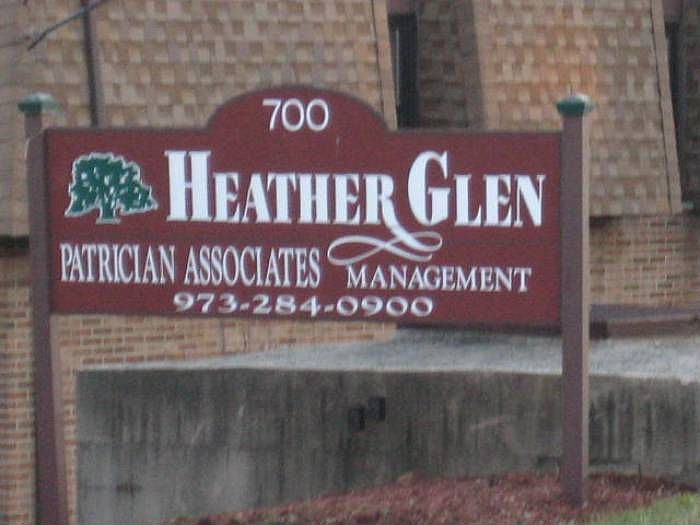 700
HEATHER GLEN
PATRICIAN ASSOCIATES MANAGEMENT
973-284-0900